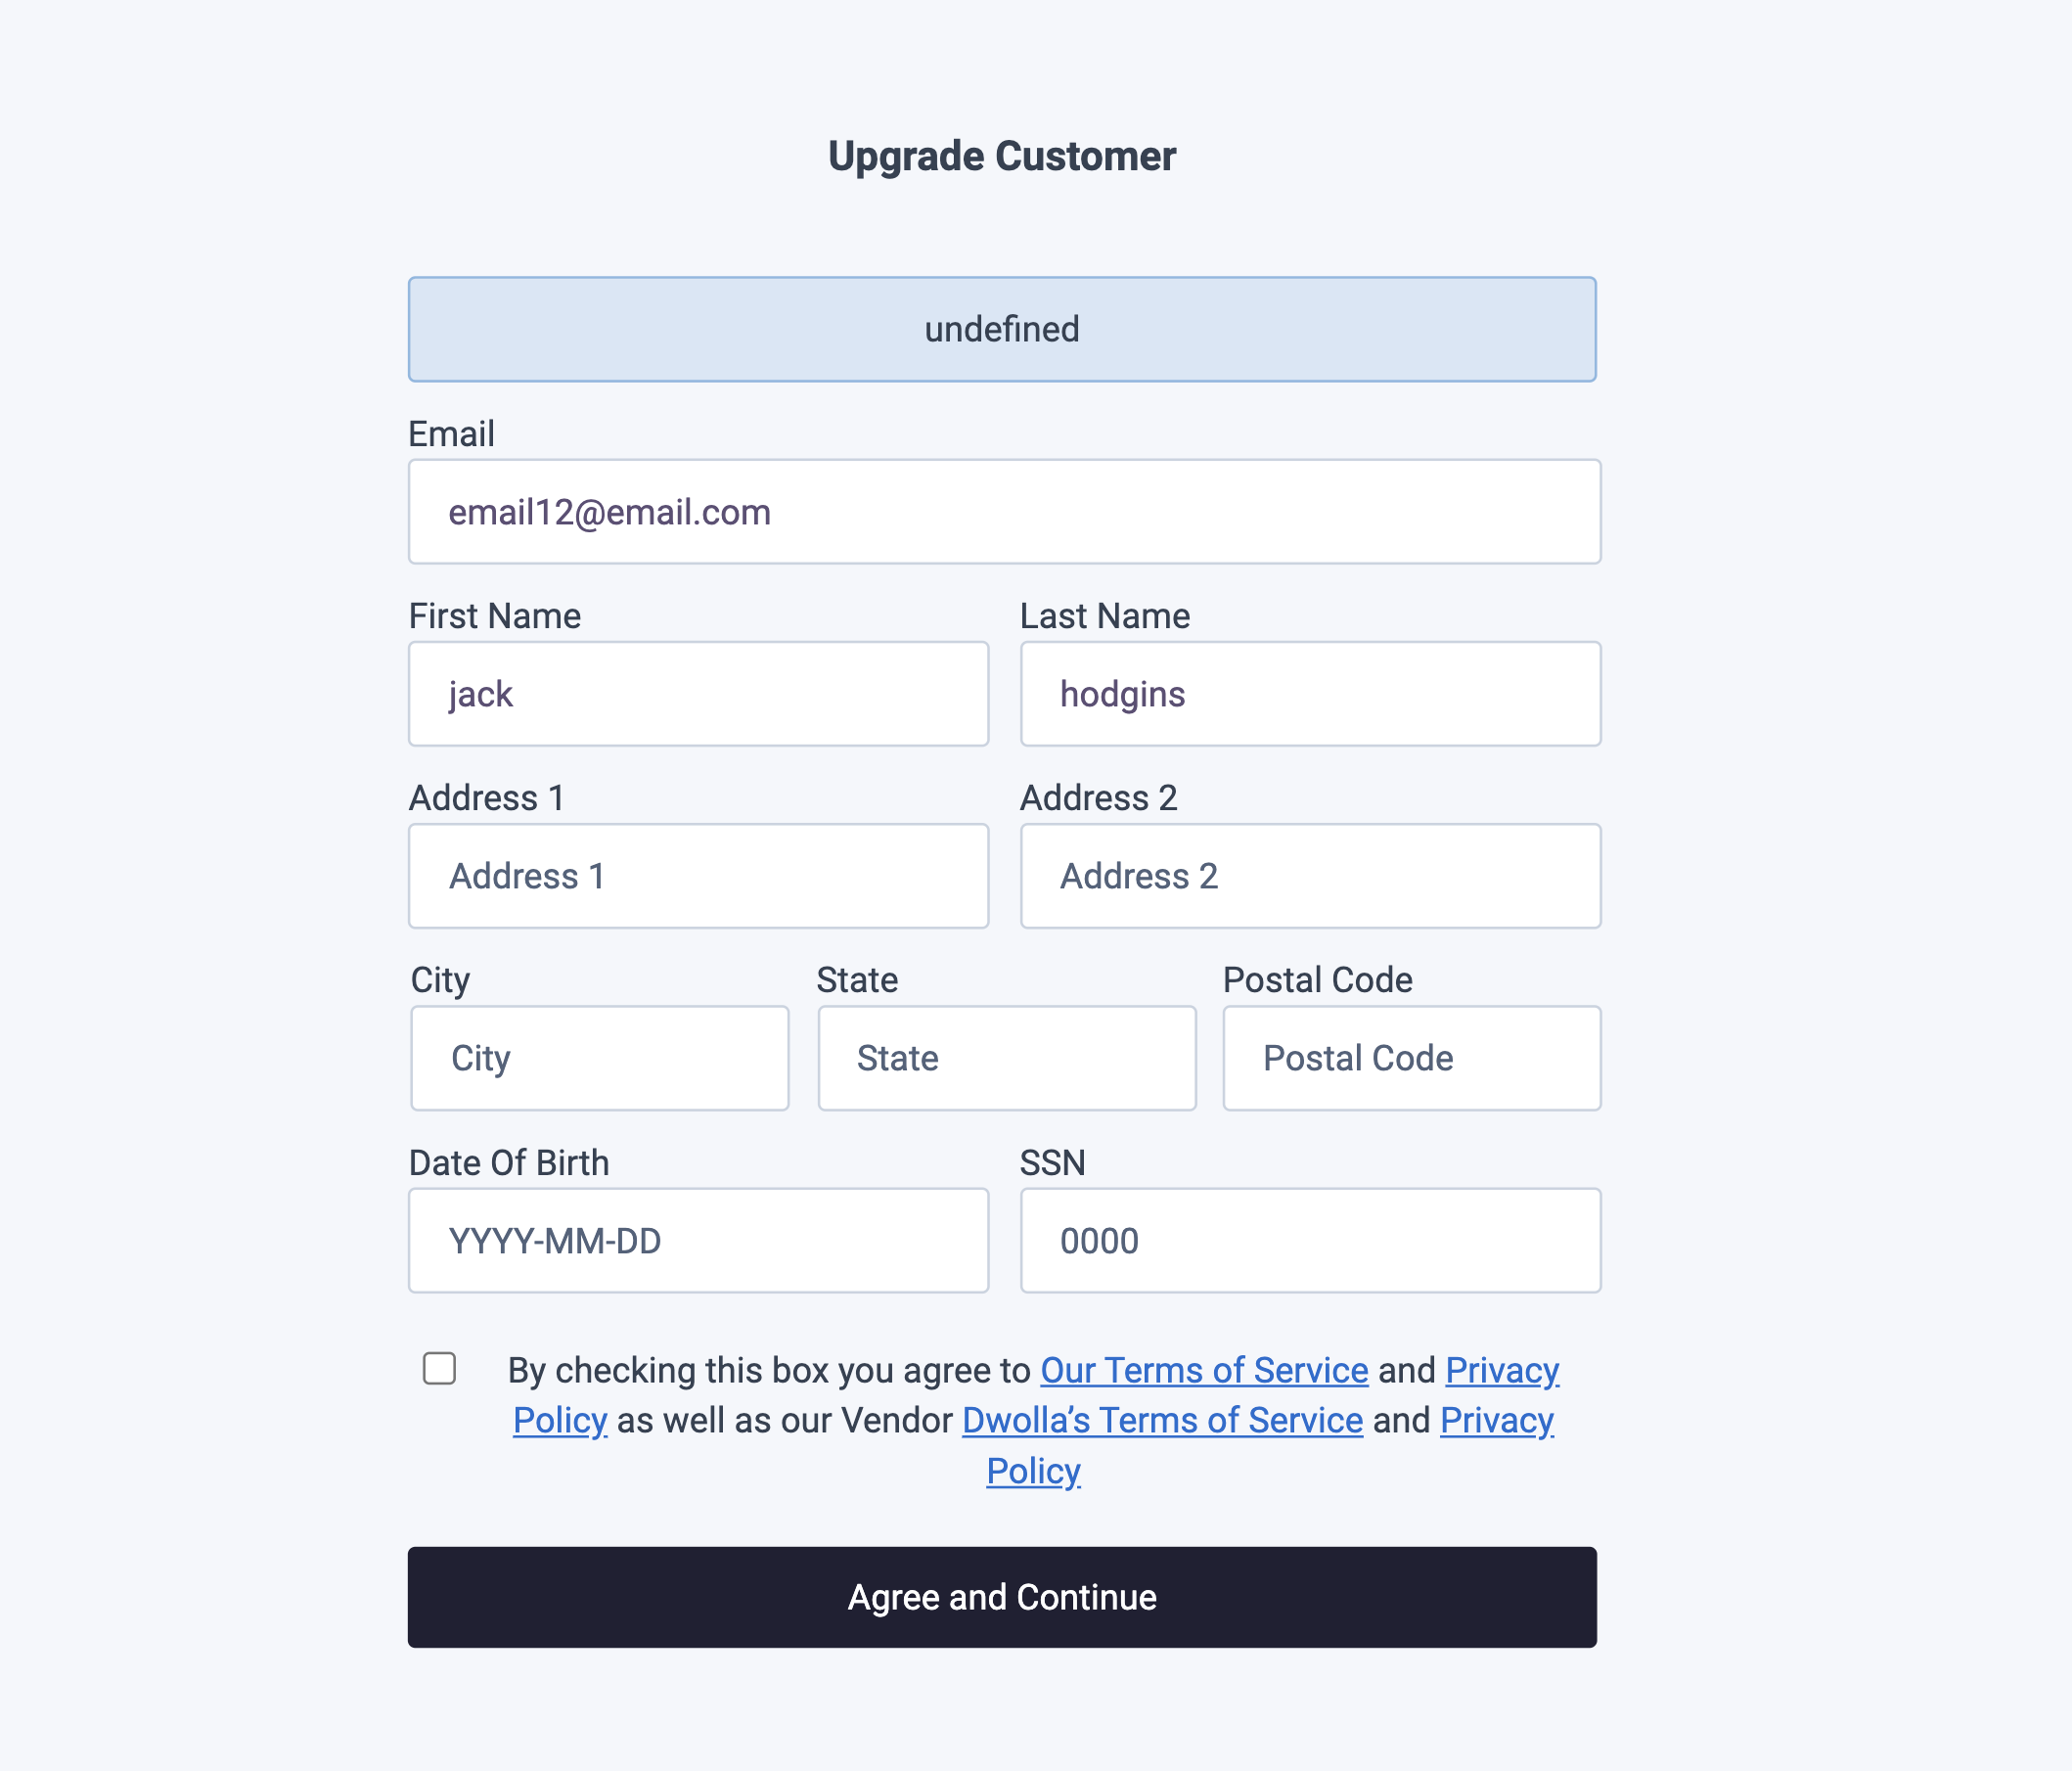 Upgrade Customer
undefined
Email
email12@email.com
First Name Last Name
jack hodgins
Address 1 Address 2
Address 1 Address 2
City State Postal Code
City State Postal Code
Date Of Birth SSN
YYYY-MM-DD 0000
By checking this box you agree to Our Terms of Service and Privacy
Policy as well as our Vendor Dwolla’s Terms of Service and Privacy
Policy
Agree and Continue